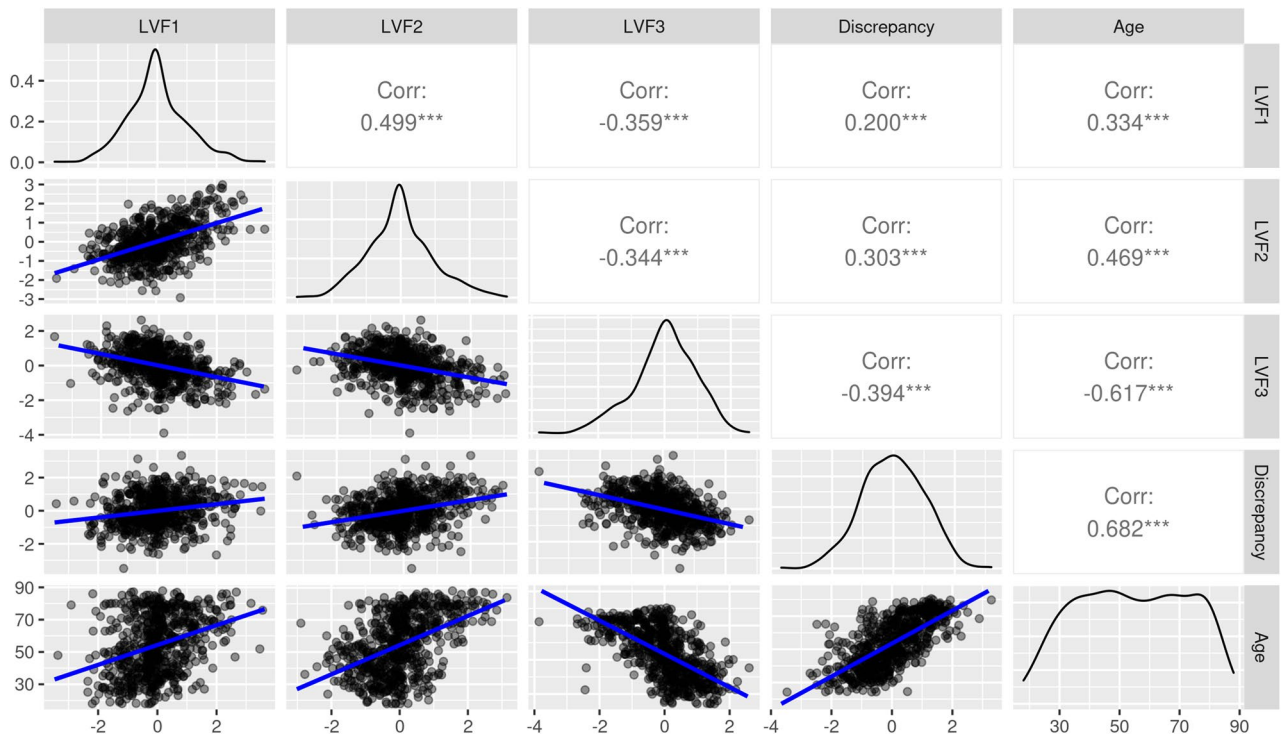 LVF1 LVF2 LVF3 Discrepancy Age
0.4
0.2
0.0
Corr:
0.499***
Corr:
-0.359***
Corr:
0.200***
Corr:
0.334***
LVF1
3
2
1
0
-1
-2
-3
Corr:
-0.344***
Corr:
0.303***
Corr:
0.469***
LVF2
2
0
-2
-4
Corr:
-0.394***
Corr:
-0.617***
LVF3
2
0
-2
Corr:
0.682***
Discrepancy
90
70
50
30
Age
-2 0 2 -2 0 2 -4 -2 0 2 -4 -2 0 2 30 50 70 90